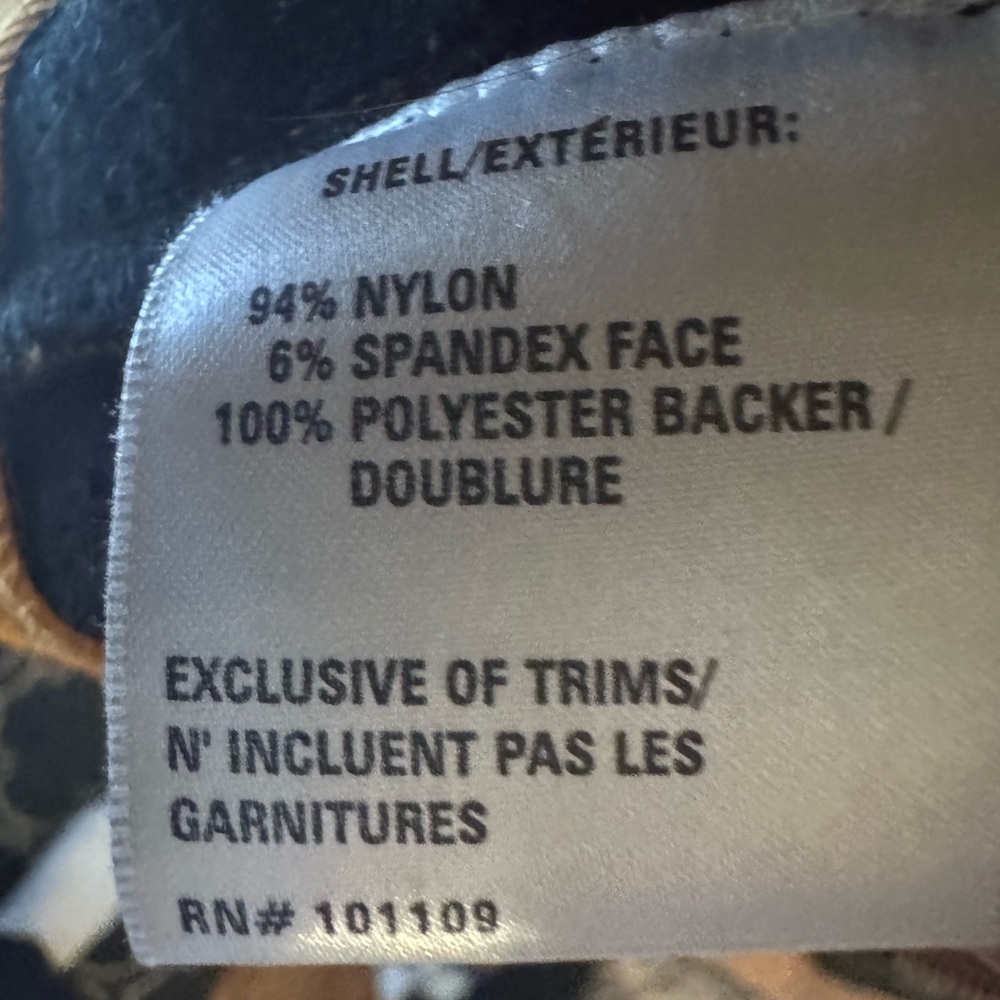 SHELL/EXTÉRIEUR:
94% NYLON
6% SPANDEX FACE
100% POLYESTER BACKER /
DOUBLURE
EXCLUSIVE OF TRIMS/
N' INCLUENT PAS LES
GARNITURES
RN# 101109